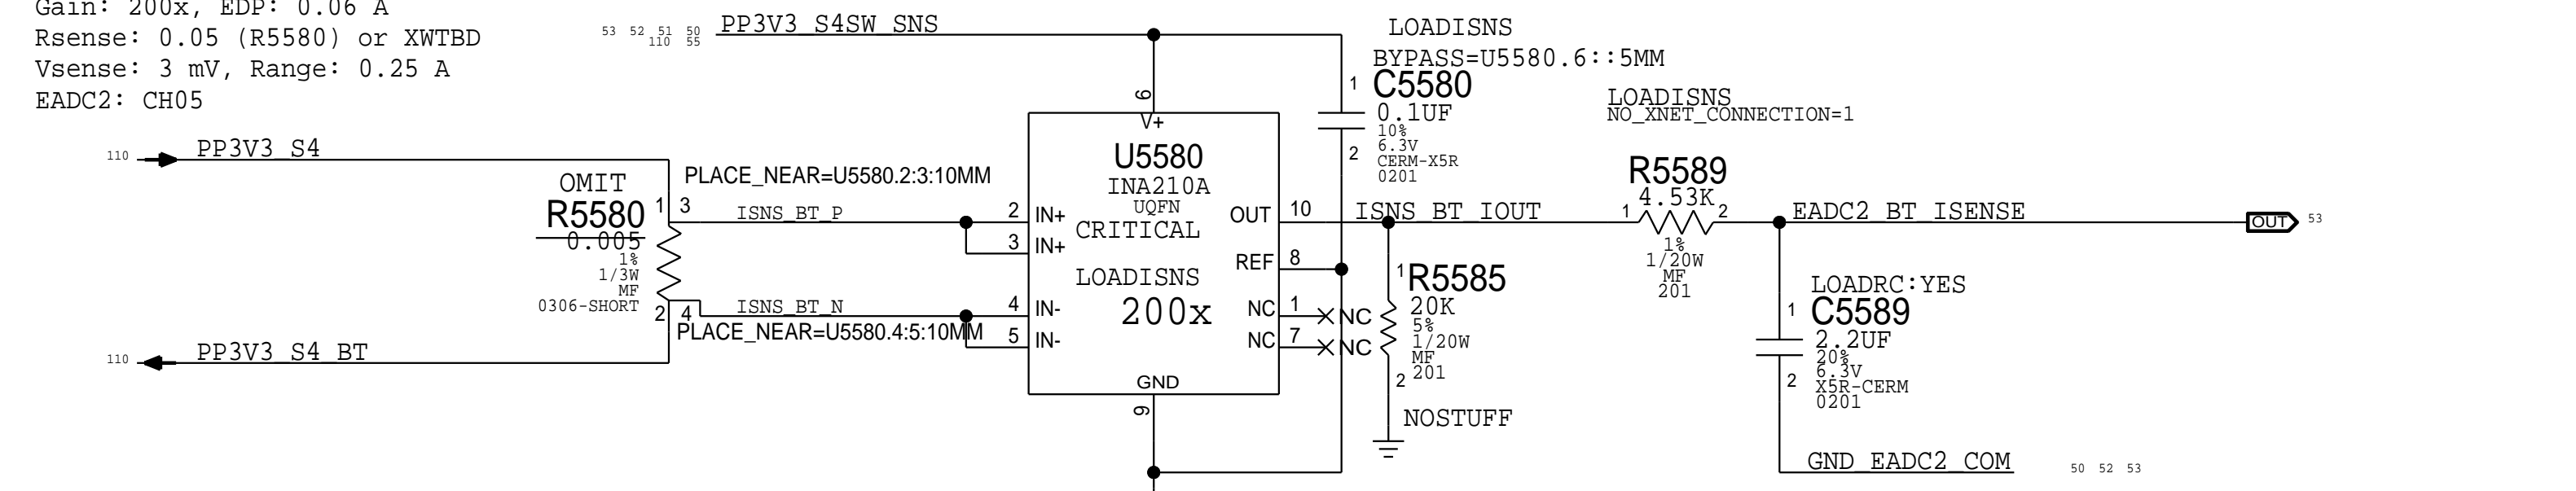 Gain: 200x, EDP: 0.06 A
Rsense: 0.05 (R5580) or XWTBD
Vsense: 3 mV, Range: 0.25 A
EADC2: CH05
53 52 51 50
110 55
PP3V3_S4SW_SNS
LOADISNS
BYPASS=U5580.6::5MM
1
C5580
0.1UF
10%
6.3V
CERM-X5R
0201
2
LOADISNS
NO_XNET_CONNECTION=1
110
PP3V3_S4
OMIT
R5580
0.005
1%
1/3W
MF
0306-SHORT
1 3
2 4
PLACE_NEAR=U5580.2:3:10MM
ISNS_BT_P
ISNS_BT_N
PLACE_NEAR=U5580.4:5:10MM
110
PP3V3_S4_BT
6
V+
U5580
INA210A
UQFN
CRITICAL
LOADISNS
200x
2 IN+
3 IN+
4 IN-
5 IN-
OUT 10
REF 8
NC 1 NC
NC 7 NC
GND
9
ISNS_BT_IOUT
1
R5585
20K
5%
1/20W
MF
201
2
NOSTUFF
R5589
4.53K
1 2
1%
1/20W
MF
201
EADC2_BT_ISENSE
OUT 53
LOADRC:YES
1
C5589
2.2UF
20%
6.3V
X5R-CERM
0201
2
GND_EADC2_COM
50 52 53